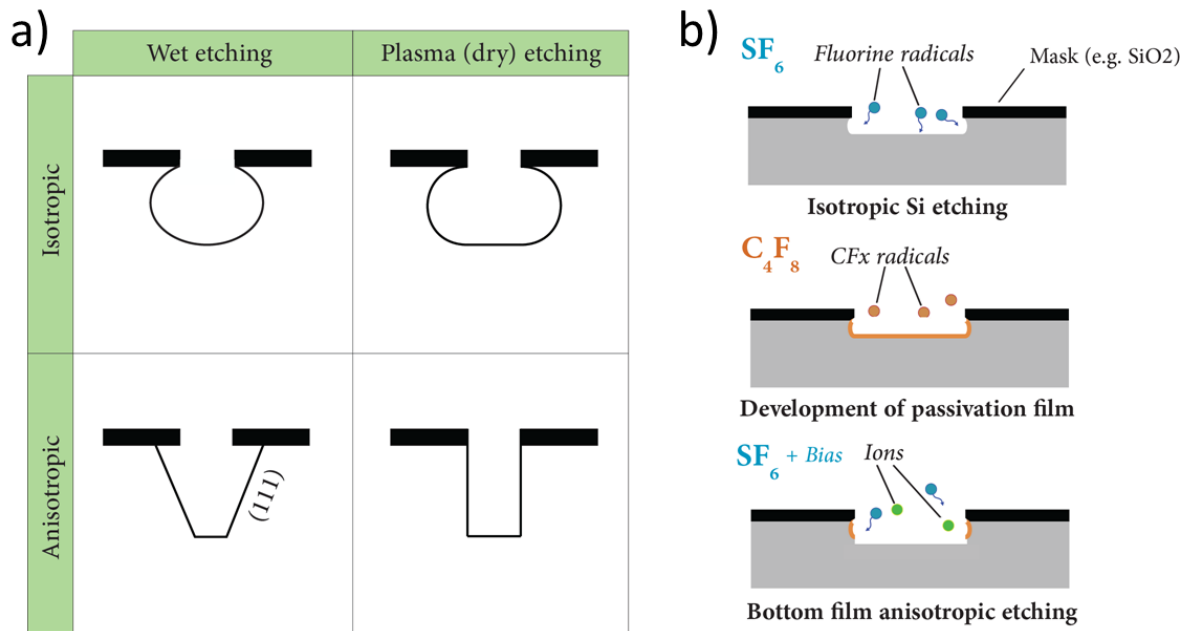 a)
Wet etching
Plasma (dry) etching
Isotropic
Anisotropic
(111)
b)
SF6
Fluorine radicals
Mask (e.g. SiO2)
Isotropic Si etching
C4F8
CFx radicals
Development of passivation film
SF6 + Bias
Ions
Bottom film anisotropic etching